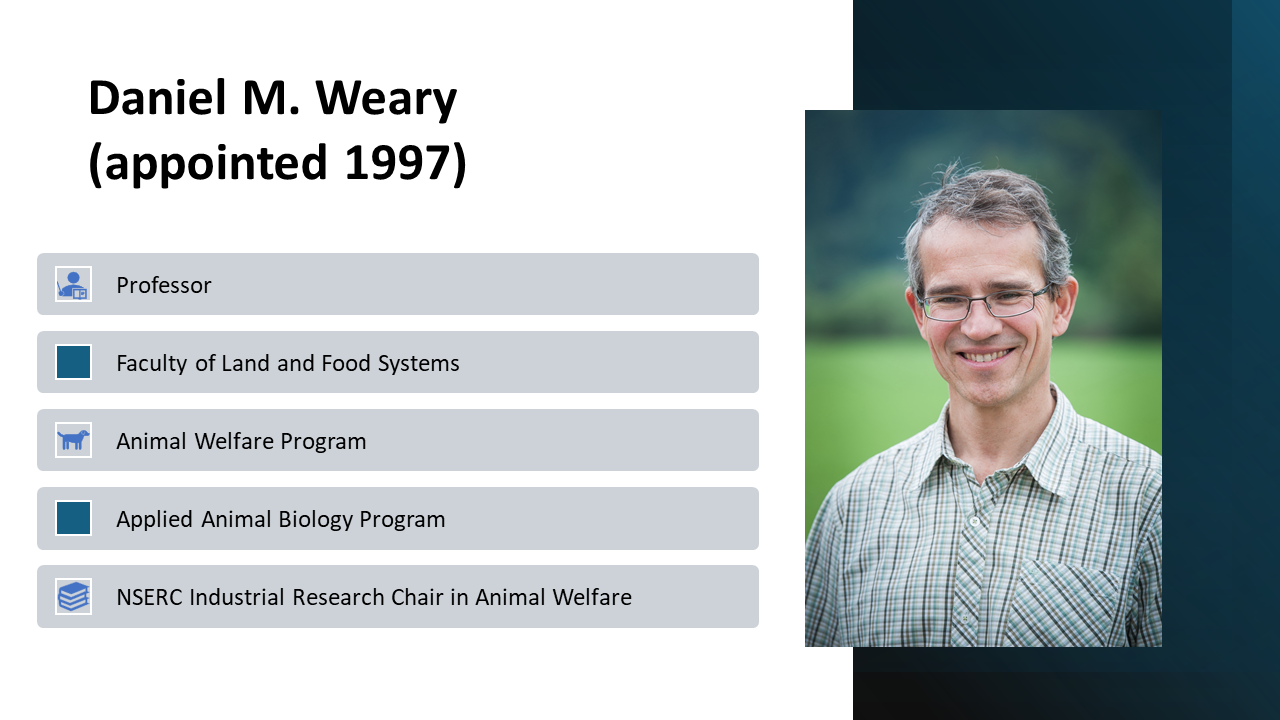 Daniel M. Weary
(appointed 1997)
Professor
Faculty of Land and Food Systems
Animal Welfare Program
Applied Animal Biology Program
NSERC Industrial Research Chair in Animal Welfare